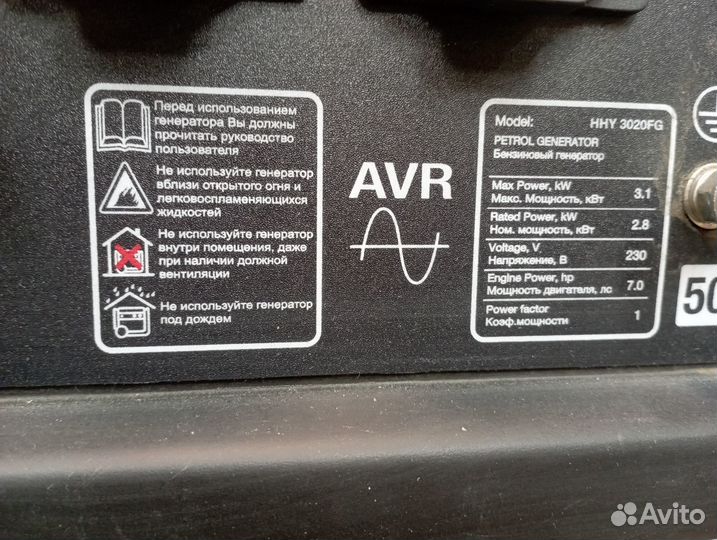 Перед использованием
генератора Вы должны
прочитать руководство
пользователя
Не используйте генератор
вблизи открытого огня и
легковоспламеняющихся
жидкостей
Не используйте генератор
внутри помещения, даже
при наличии должной
вентиляции
Не используйте генератор
под дождем
AVR
Model: HHY 3020FG
PETROL GENERATOR
Бензиновый генератор
Max Power, kW
Макс. Мощность, кВт 3.1
Rated Power, kW
Ном. мощность, кВт 2.8
Voltage, V
Напряжение, В 230
Engine Power, hp
Мощность двигателя, лс 7.0
Power factor
Коэф.мощности 1
Avito